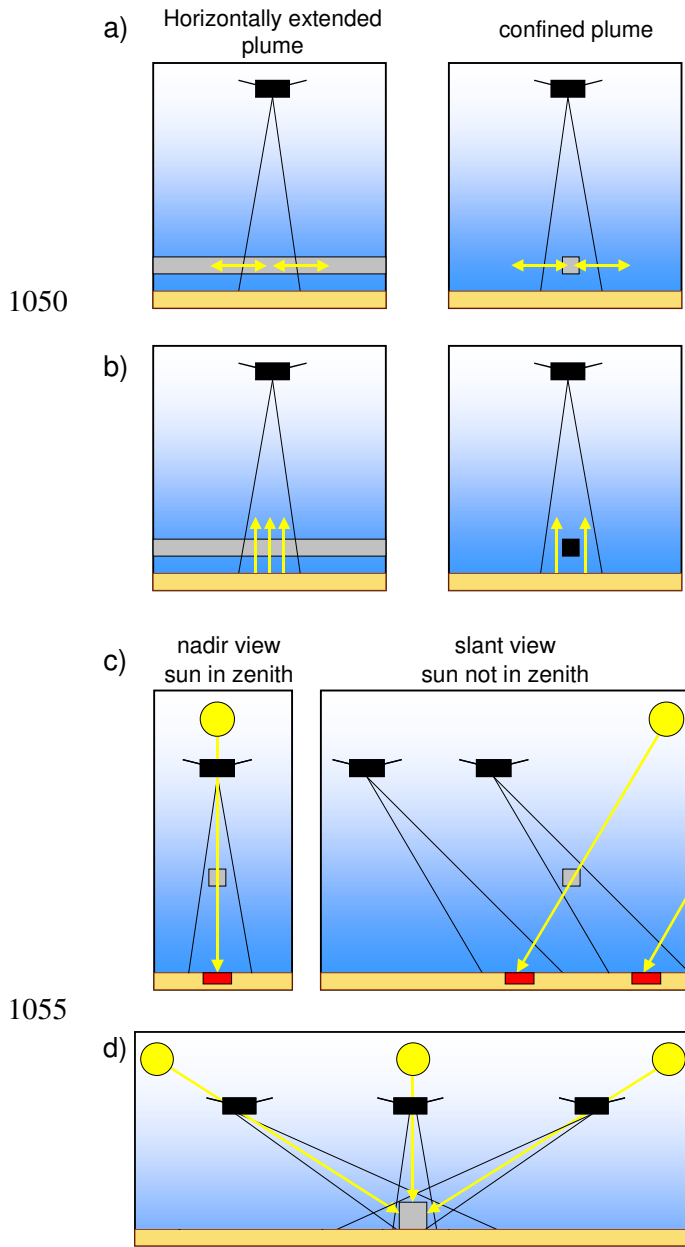 a)
Horizontally extended
plume
confined plume
1050
b)
c)
nadir view
sun in zenith
slant view
sun not in zenith
1055
d)